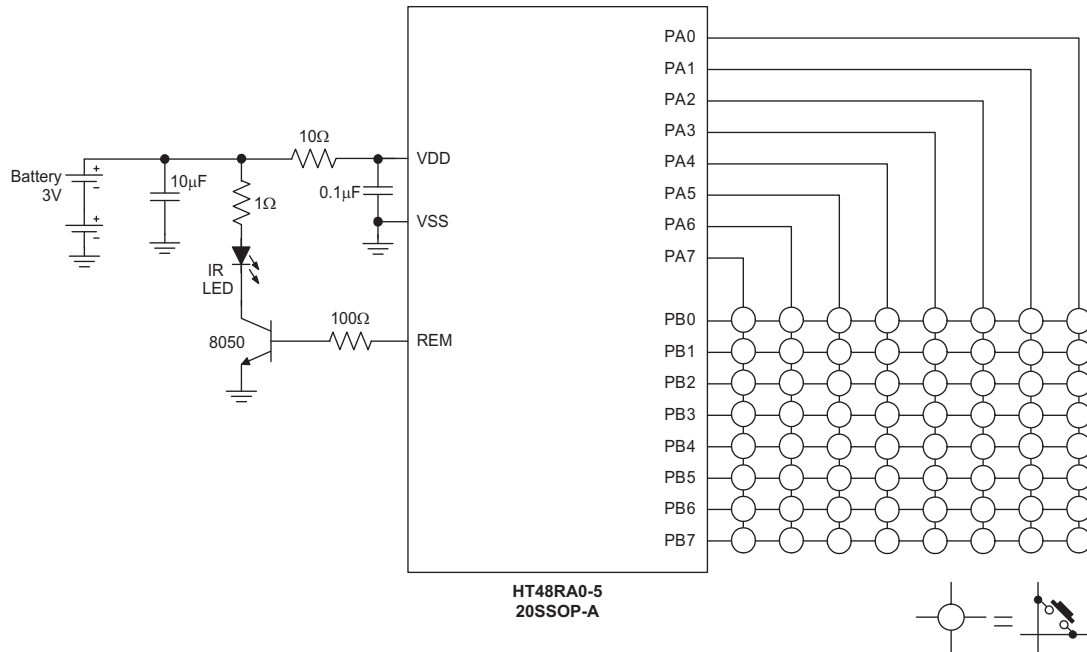 PA0
PA1
PA2
PA3
PA4
PA5
PA6
PA7
10Ω
VDD
Battery
3V
+
−
+
−
10μF
1Ω
0.1μF
VSS
IR
LED
8050
100Ω
REM
PB0
PB1
PB2
PB3
PB4
PB5
PB6
PB7
HT48RA0-5
20SSOP-A
=